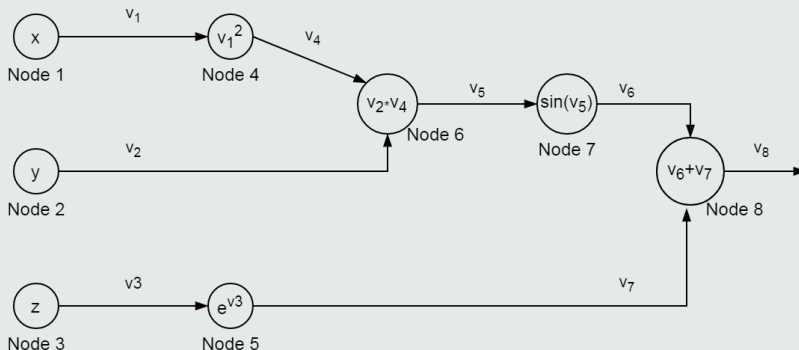 v₁
x
v₁²
v₄
Node 1
Node 4
v₂*v₄
v₅
sin(v₅)
v₆
Node 6
Node 7
v₂
y
Node 2
v₆+v₇
v₈
Node 8
v3
z
e^v3
v₇
Node 3
Node 5